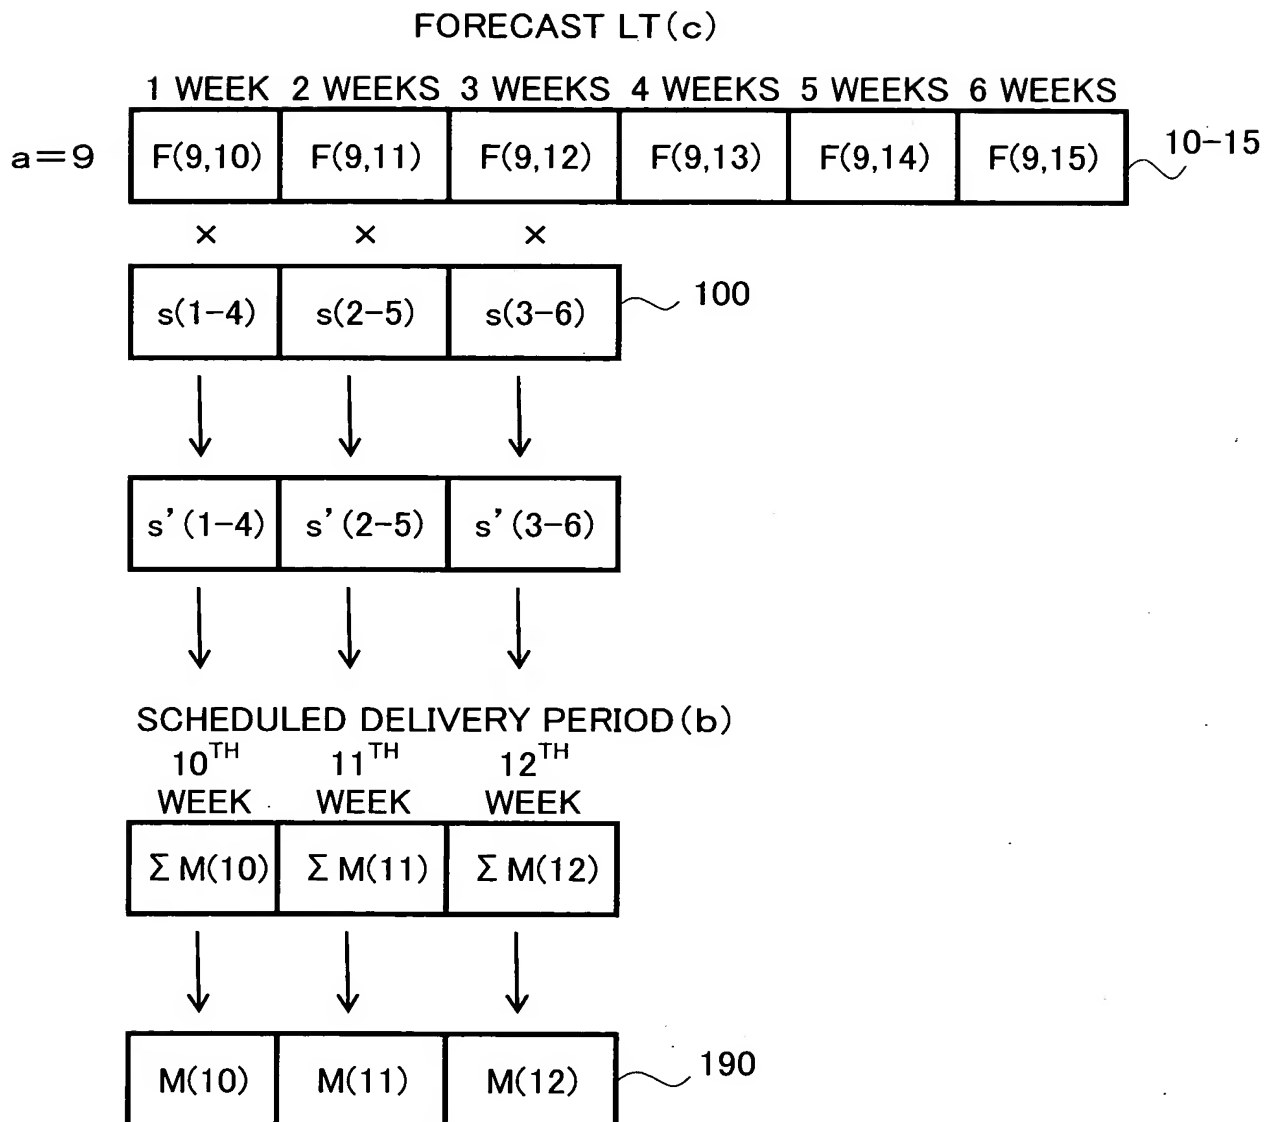 FORECAST LT(c)
1 WEEK 2 WEEKS 3 WEEKS 4 WEEKS 5 WEEKS 6 WEEKS
a=9 F(9,10) F(9,11) F(9,12) F(9,13) F(9,14) F(9,15) 10-15
× × ×
s(1-4) s(2-5) s(3-6) 100
s'(1-4) s'(2-5) s'(3-6)
SCHEDULED DELIVERY PERIOD(b)
10TH 11TH 12TH
WEEK WEEK WEEK
Σ M(10) Σ M(11) Σ M(12)
M(10) M(11) M(12) 190